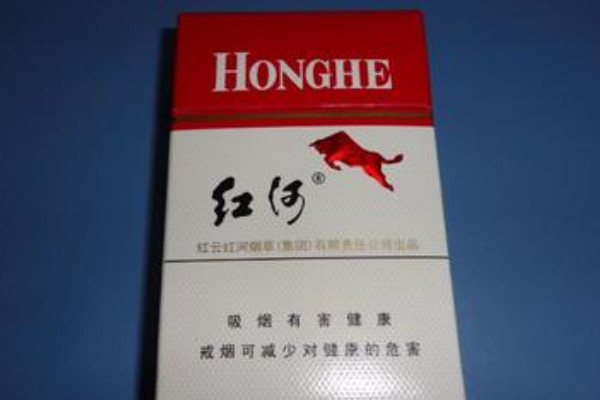 HONGHE
红河®
红云红河烟草(集团)有限责任公司出品
吸烟有害健康
戒烟可减少对健康的危害